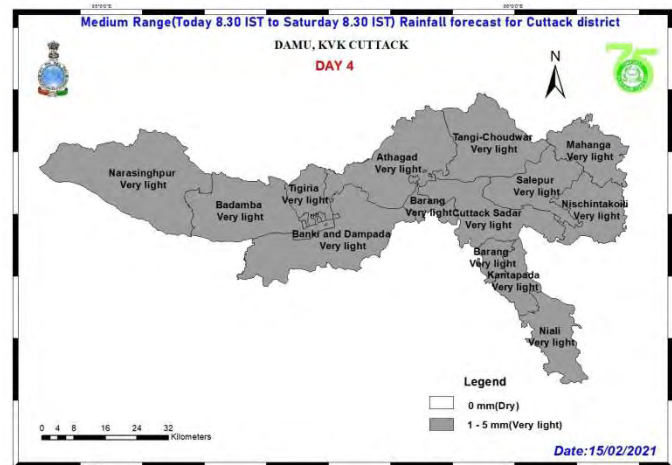 Medium Range(Today 8.30 IST to Saturday 8.30 IST) Rainfall forecast for Cuttack district
DAMU, KVK CUTTACK
DAY 4
N
75
Tangi-Choudwar
Very light
Mahanga
Very light
Athagad
Very light
Narasinghpur
Very light
Salepur
Very light
Tigiria
Very light
Badamba
Very light
Nischintakoili
Very light
Barang
Very light
Cuttack Sadar
Very light
Banki and Dampada
Very light
Barang
Very light
Kantapada
Very light
Niali
Very light
Legend
0 mm(Dry)
1 - 5 mm(Very light)
0 4 8 16 24 32
Kilometers
Date:15/02/2021